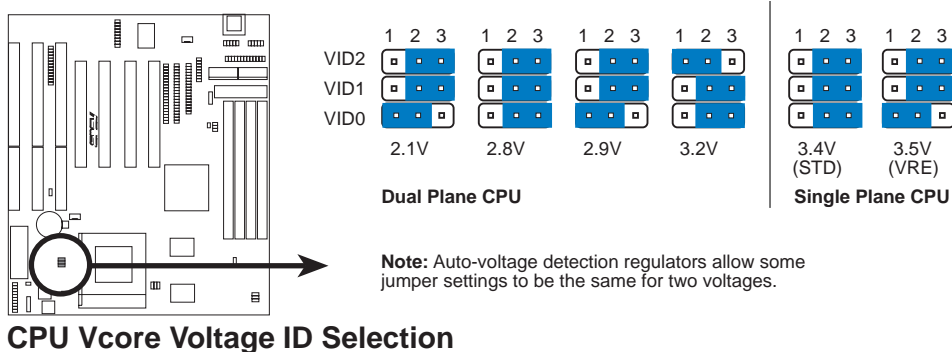 1 2 3 1 2 3 1 2 3 1 2 3 1 2 3 1 2 3
VID2
VID1
VID0
2.1V 2.8V 2.9V 3.2V 3.4V 3.5V
(STD) (VRE)
Dual Plane CPU Single Plane CPU
Note: Auto-voltage detection regulators allow some
jumper settings to be the same for two voltages.
CPU Vcore Voltage ID Selection